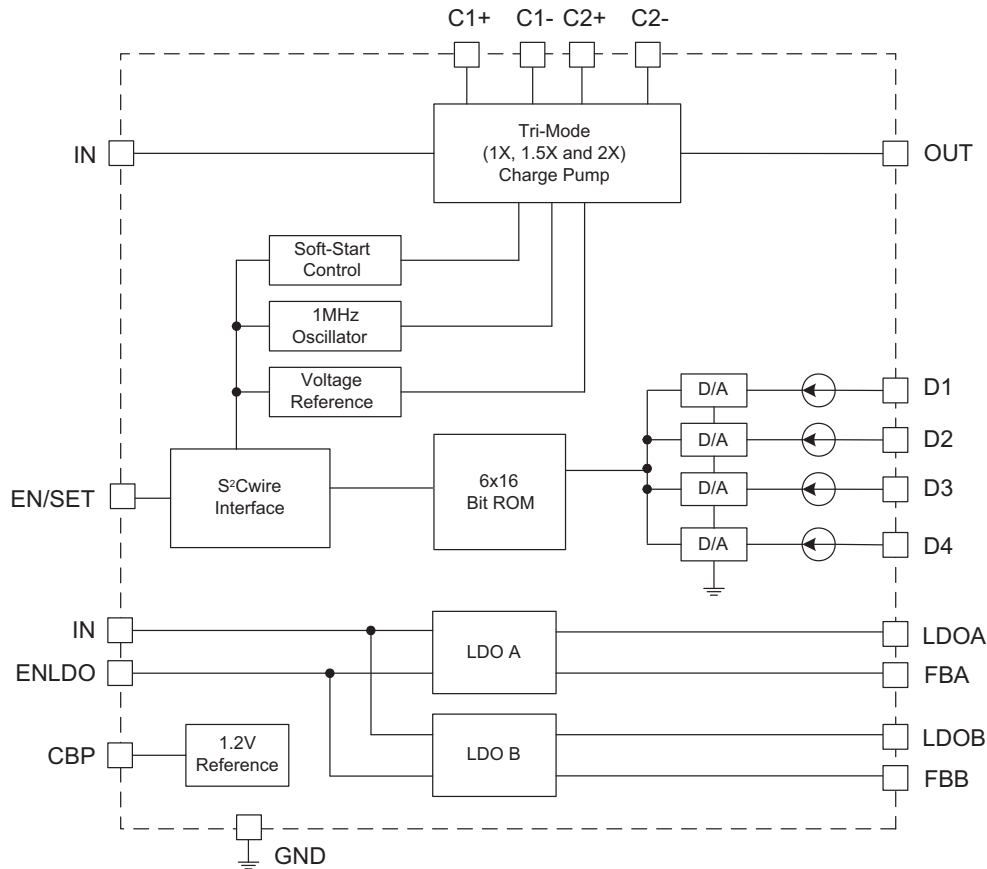 C1+ C1- C2+ C2-
IN
Tri-Mode
(1X, 1.5X and 2X)
Charge Pump
OUT
Soft-Start
Control
1MHz
Oscillator
Voltage
Reference
D/A
D1
D/A
D2
D/A
D3
D/A
D4
EN/SET
S²Cwire
Interface
6x16
Bit ROM
IN
ENLDO
LDO A
LDOA
FBA
CBP
1.2V
Reference
LDO B
LDOB
FBB
GND